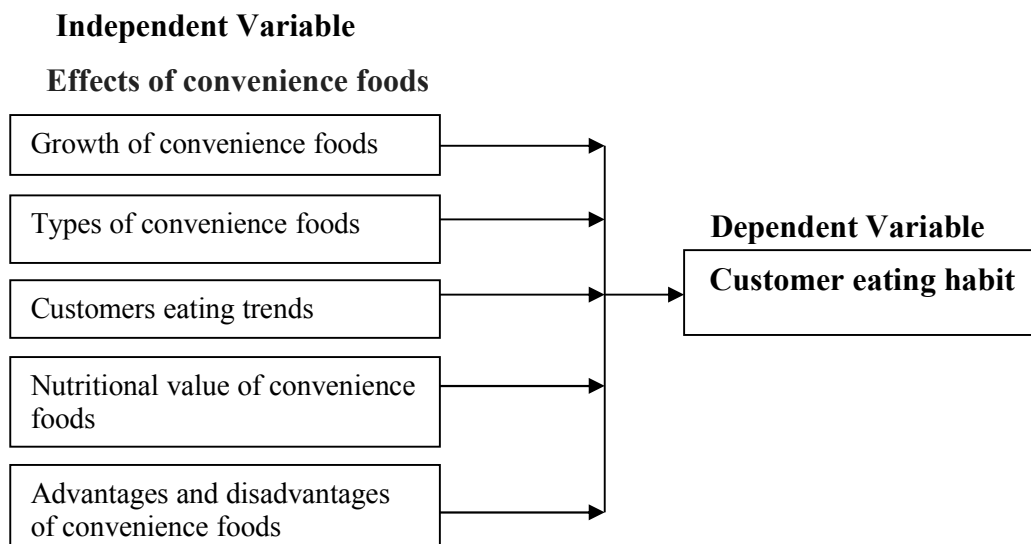 Independent Variable
Effects of convenience foods
Growth of convenience foods
Types of convenience foods
Customers eating trends
Nutritional value of convenience
foods
Advantages and disadvantages
of convenience foods
Dependent Variable
Customer eating habit